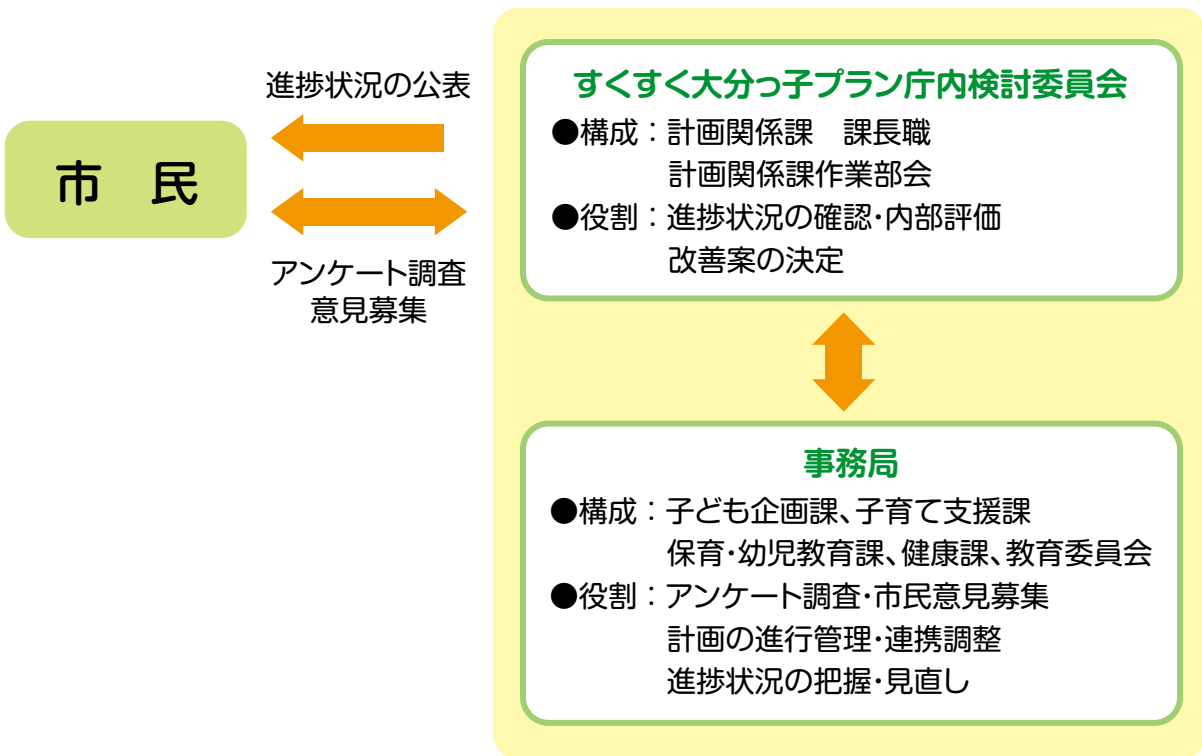 市　民
進捗状況の公表
アンケート調査
意見募集
すくすく大分っ子プラン庁内検討委員会
●構成：計画関係課　課長職
計画関係課作業部会
●役割：進捗状況の確認・内部評価
改善案の決定
事務局
●構成：子ども企画課、子育て支援課
保育・幼児教育課、健康課、教育委員会
●役割：アンケート調査・市民意見募集
計画の進行管理・連携調整
進捗状況の把握・見直し